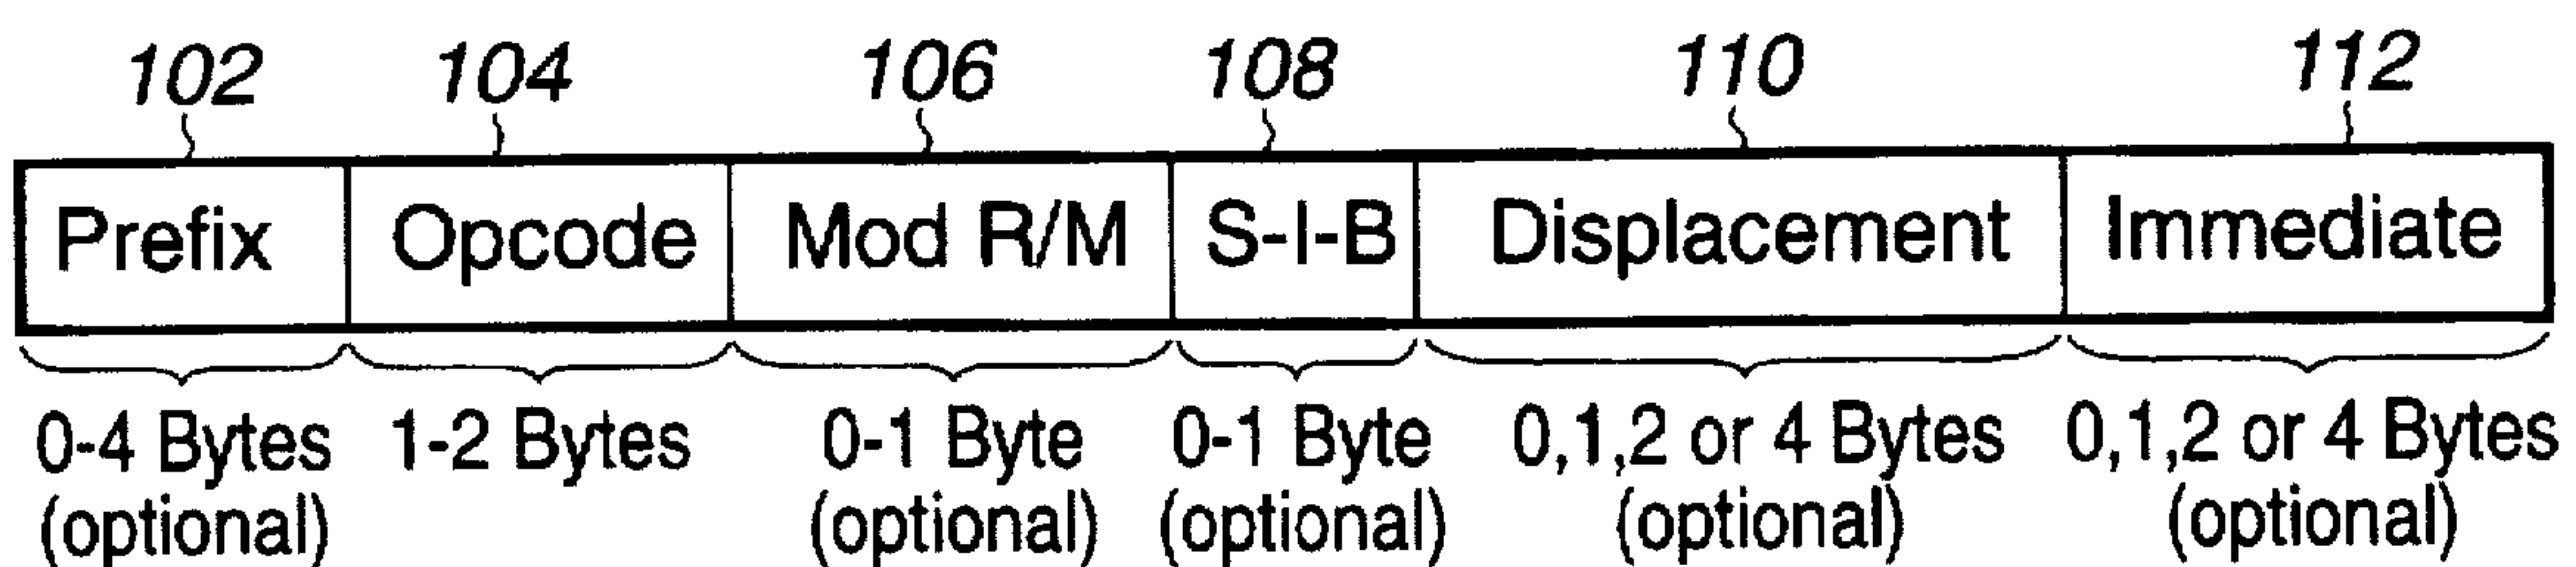 102 104 106 108 110 112
Prefix Opcode Mod R/M S-I-B Displacement Immediate
0-4 Bytes 1-2 Bytes 0-1 Byte 0-1 Byte 0,1,2 or 4 Bytes 0,1,2 or 4 Bytes
(optional) (optional) (optional) (optional) (optional)